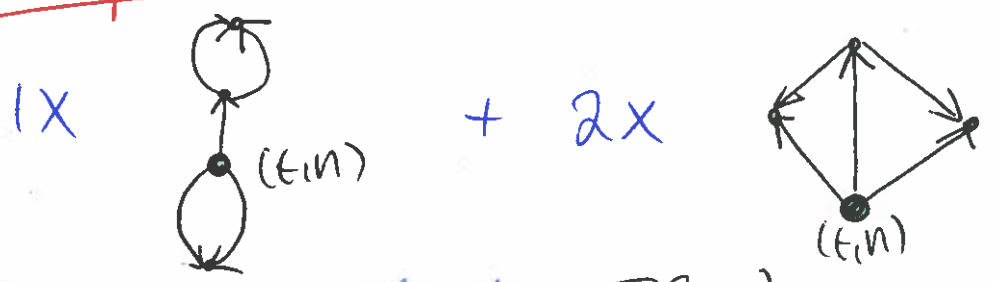 1X (t,n) + 2X (t,n)